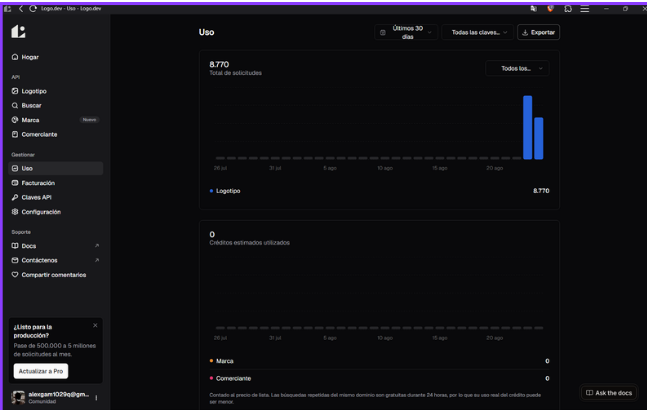 Logo.dev - Uso - Logo.dev
Uso
Últimos 30 días
Todas las claves...
Exportar
Hogar
API
Logotipo
Buscar
Marca
Nuevo
Comerciante
Gestionar
Uso
Facturación
Claves API
Configuración
Soporte
Docs
Contáctenos
Compartir comentarios
¿Listo para la
producción?
Pase de 500.000 a 5 millones
de solicitudes al mes.
Actualizar a Pro
alexgam1029q@gm...
Comunidad
8.770
Total de solicitudes
Todos los...
26 jul
31 jul
5 ago
10 ago
15 ago
20 ago
Logotipo
8.770
0
Créditos estimados utilizados
26 jul
31 jul
5 ago
10 ago
15 ago
20 ago
Marca
0
Comerciante
0
Contado al precio de lista. Las búsquedas repetidas del mismo dominio son gratuitas durante 24 horas, por lo que su uso real del crédito puede
ser menor.
Ask the docs